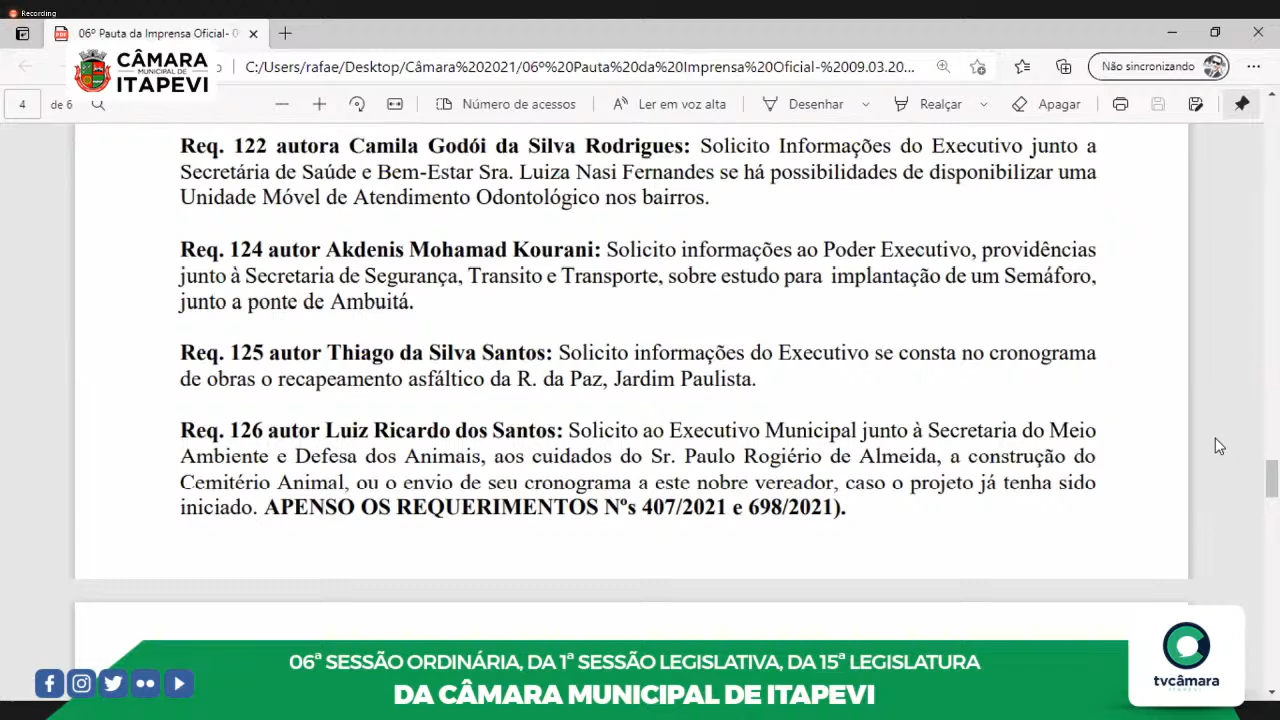 Recording
06º Pauta da Imprensa Oficial- 0
CÂMARA
MUNICIPAL DE
ITAPEVI
C:/Users/rafae/Desktop/Câmara%202021/06º%20Pauta%20da%20Imprensa%20Oficial-%2009.03.20...
Não sincronizando
4 de 6
Número de acessos
Ler em voz alta
Desenhar
Realçar
Apagar
Req. 122 autora Camila Godói da Silva Rodrigues: Solicito Informações do Executivo junto a
Secretária de Saúde e Bem-Estar Sra. Luiza Nasi Fernandes se há possibilidades de disponibilizar uma
Unidade Móvel de Atendimento Odontológico nos bairros.
Req. 124 autor Akdenis Mohamad Kourani: Solicito informações ao Poder Executivo, providências
junto à Secretaria de Segurança, Transito e Transporte, sobre estudo para implantação de um Semáforo,
junto a ponte de Ambuitá.
Req. 125 autor Thiago da Silva Santos: Solicito informações do Executivo se consta no cronograma
de obras o recapeamento asfáltico da R. da Paz, Jardim Paulista.
Req. 126 autor Luiz Ricardo dos Santos: Solicito ao Executivo Municipal junto à Secretaria do Meio
Ambiente e Defesa dos Animais, aos cuidados do Sr. Paulo Rogiério de Almeida, a construção do
Cemitério Animal, ou o envio de seu cronograma a este nobre vereador, caso o projeto já tenha sido
iniciado. APENSO OS REQUERIMENTOS Nºs 407/2021 e 698/2021).
06ª SESSÃO ORDINÁRIA, DA 1ª SESSÃO LEGISLATIVA, DA 15ª LEGISLATURA
DA CÂMARA MUNICIPAL DE ITAPEVI
tvcâmara
ITAPEVI